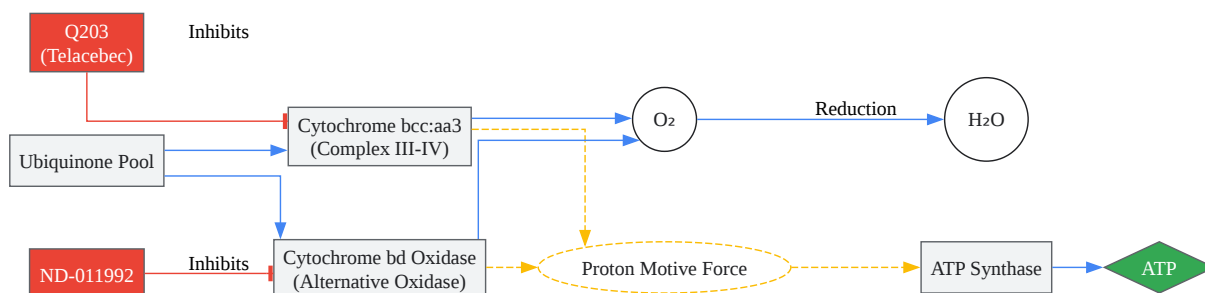 Q203
(Telacebec)
Inhibits
Cytochrome bcc:aa3
(Complex III-IV)
O₂
Reduction
H₂O
Ubiquinone Pool
ND-011992
Inhibits
Cytochrome bd Oxidase
(Alternative Oxidase)
Proton Motive Force
ATP Synthase
ATP